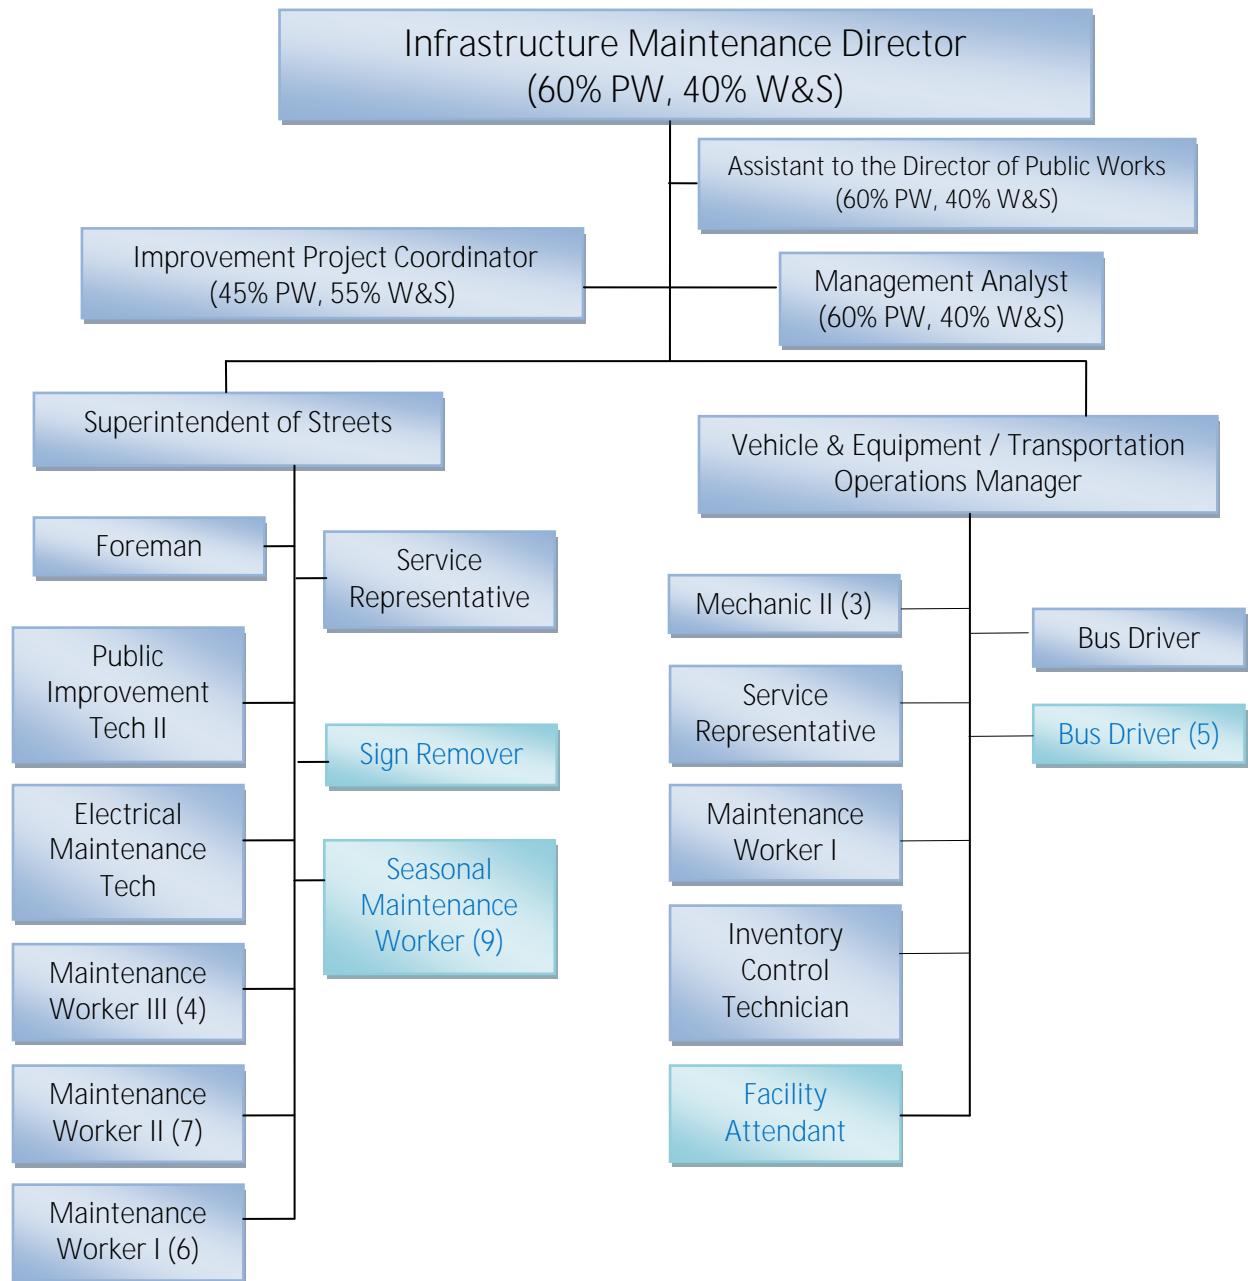 Infrastructure Maintenance Director
(60% PW, 40% W&S)
Assistant to the Director of Public Works
(60% PW, 40% W&S)
Improvement Project Coordinator
(45% PW, 55% W&S)
Management Analyst
(60% PW, 40% W&S)
Superintendent of Streets
Foreman
Service
Representative
Public
Improvement
Tech II
Sign Remover
Electrical
Maintenance
Tech
Seasonal
Maintenance
Worker (9)
Maintenance
Worker III (4)
Maintenance
Worker II (7)
Maintenance
Worker I (6)
Vehicle & Equipment / Transportation
Operations Manager
Mechanic II (3)
Bus Driver
Service
Representative
Bus Driver (5)
Maintenance
Worker I
Inventory
Control
Technician
Facility
Attendant